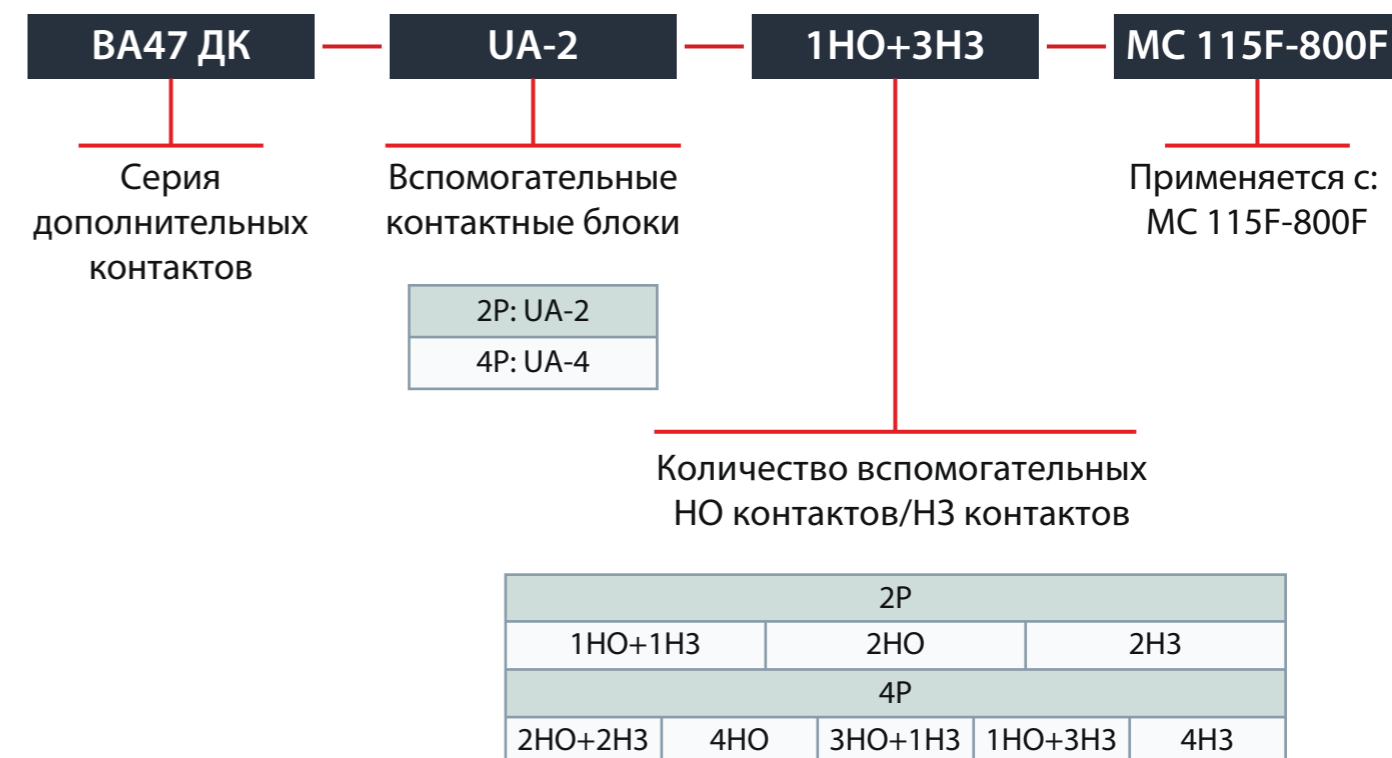 ВА47 ДК — UA-2 — 1НО+3НЗ — МС 115F-800F
Серия
дополнительных
контактов
Вспомогательные
контактные блоки
2P: UA-2
4P: UA-4
Количество вспомогательных
НО контактов/НЗ контактов
Применяется с:
МС 115F-800F
2P
1НО+1НЗ 2НО 2НЗ
4P
2НО+2НЗ 4НО 3НО+1НЗ 1НО+3НЗ 4НЗ